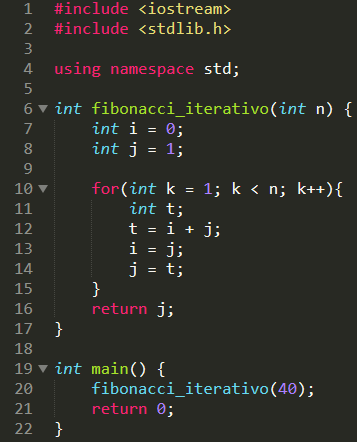 1 #include <iostream>
2 #include <stdlib.h>
3
4 using namespace std;
5
6 int fibonacci_iterativo(int n) {
7     int i = 0;
8     int j = 1;
9
10     for(int k = 1; k < n; k++){
11         int t;
12         t = i + j;
13         i = j;
14         j = t;
15     }
16     return j;
17 }
18
19 int main() {
20     fibonacci_iterativo(40);
21     return 0;
22 }